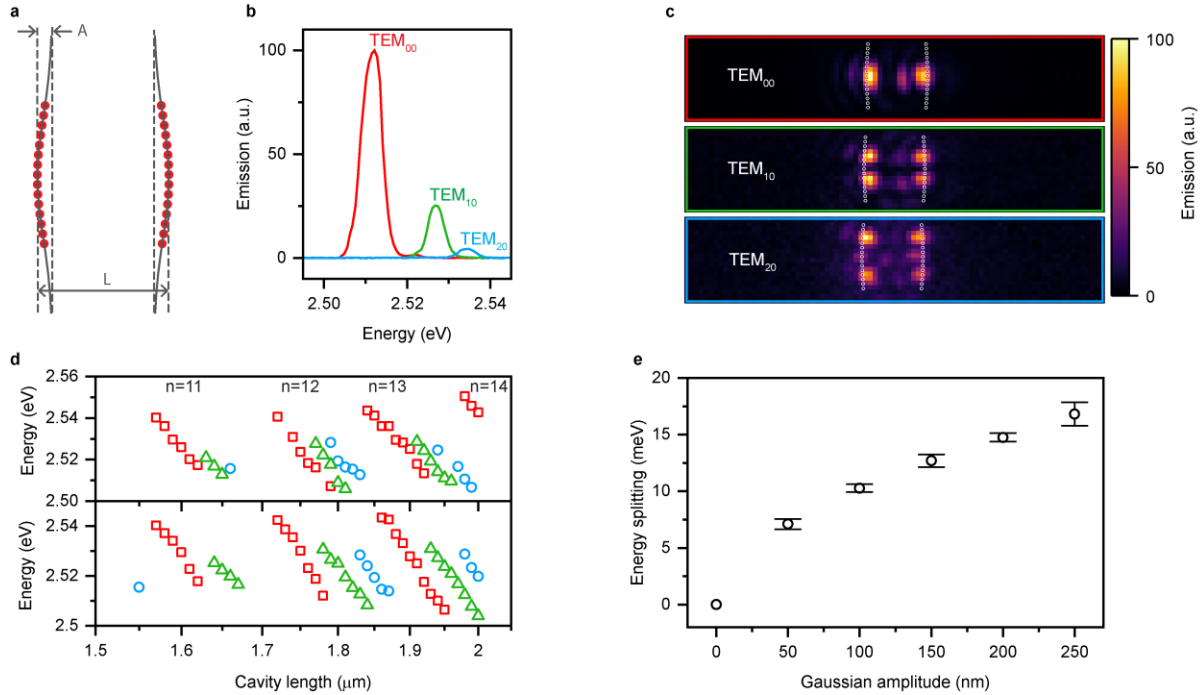 a
A
L
b
Emission (a.u.)
100
50
0
TEM00
TEM10
TEM20
2.50
2.52
2.54
Energy (eV)
c
TEM00
TEM10
TEM20
100
50
0
Emission (a.u.)
d
n=11
n=12
n=13
n=14
Energy (eV)
2.56
2.54
2.52
2.50
Energy (eV)
2.54
2.52
2.5
1.5
1.6
1.7
1.8
1.9
2
Cavity length (μm)
e
Energy splitting (meV)
20
15
10
5
0
0
50
100
150
200
250
Gaussian amplitude (nm)